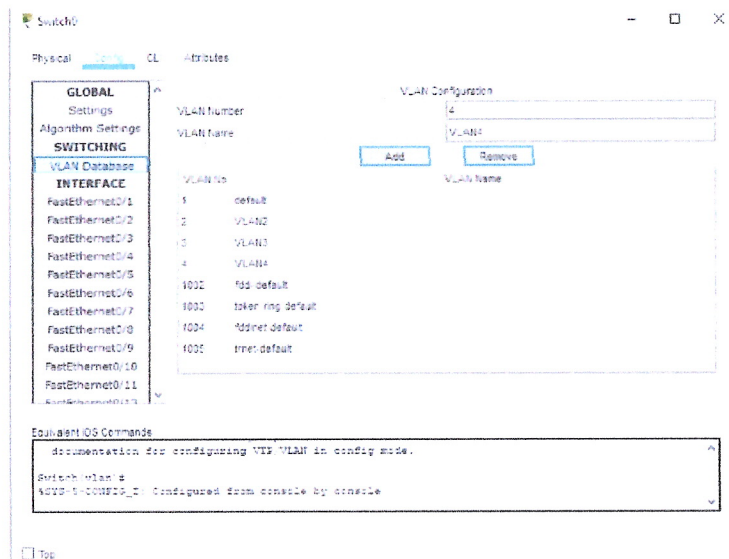 Switch0
Physical Config CLI Attributes
GLOBAL
Settings
Algorithm Settings
SWITCHING
VLAN Database
INTERFACE
FastEthernet0/1
FastEthernet0/2
FastEthernet0/3
FastEthernet0/4
FastEthernet0/5
FastEthernet0/6
FastEthernet0/7
FastEthernet0/8
FastEthernet0/9
FastEthernet0/10
FastEthernet0/11
VLAN Configuration
VLAN Number 4
VLAN Name VLAN4
Add Remove
VLAN No VLAN Name
1 default
2 VLAN2
3 VLAN3
4 VLAN4
1002 fddi-default
1003 token-ring-default
1004 fddinet-default
1005 trnet-default
Equivalent IOS Commands
documentation for configuring VTP/VLAN in config mode.
Switch(vlan)#
%SYS-5-CONFIG_I: Configured from console by console
Top